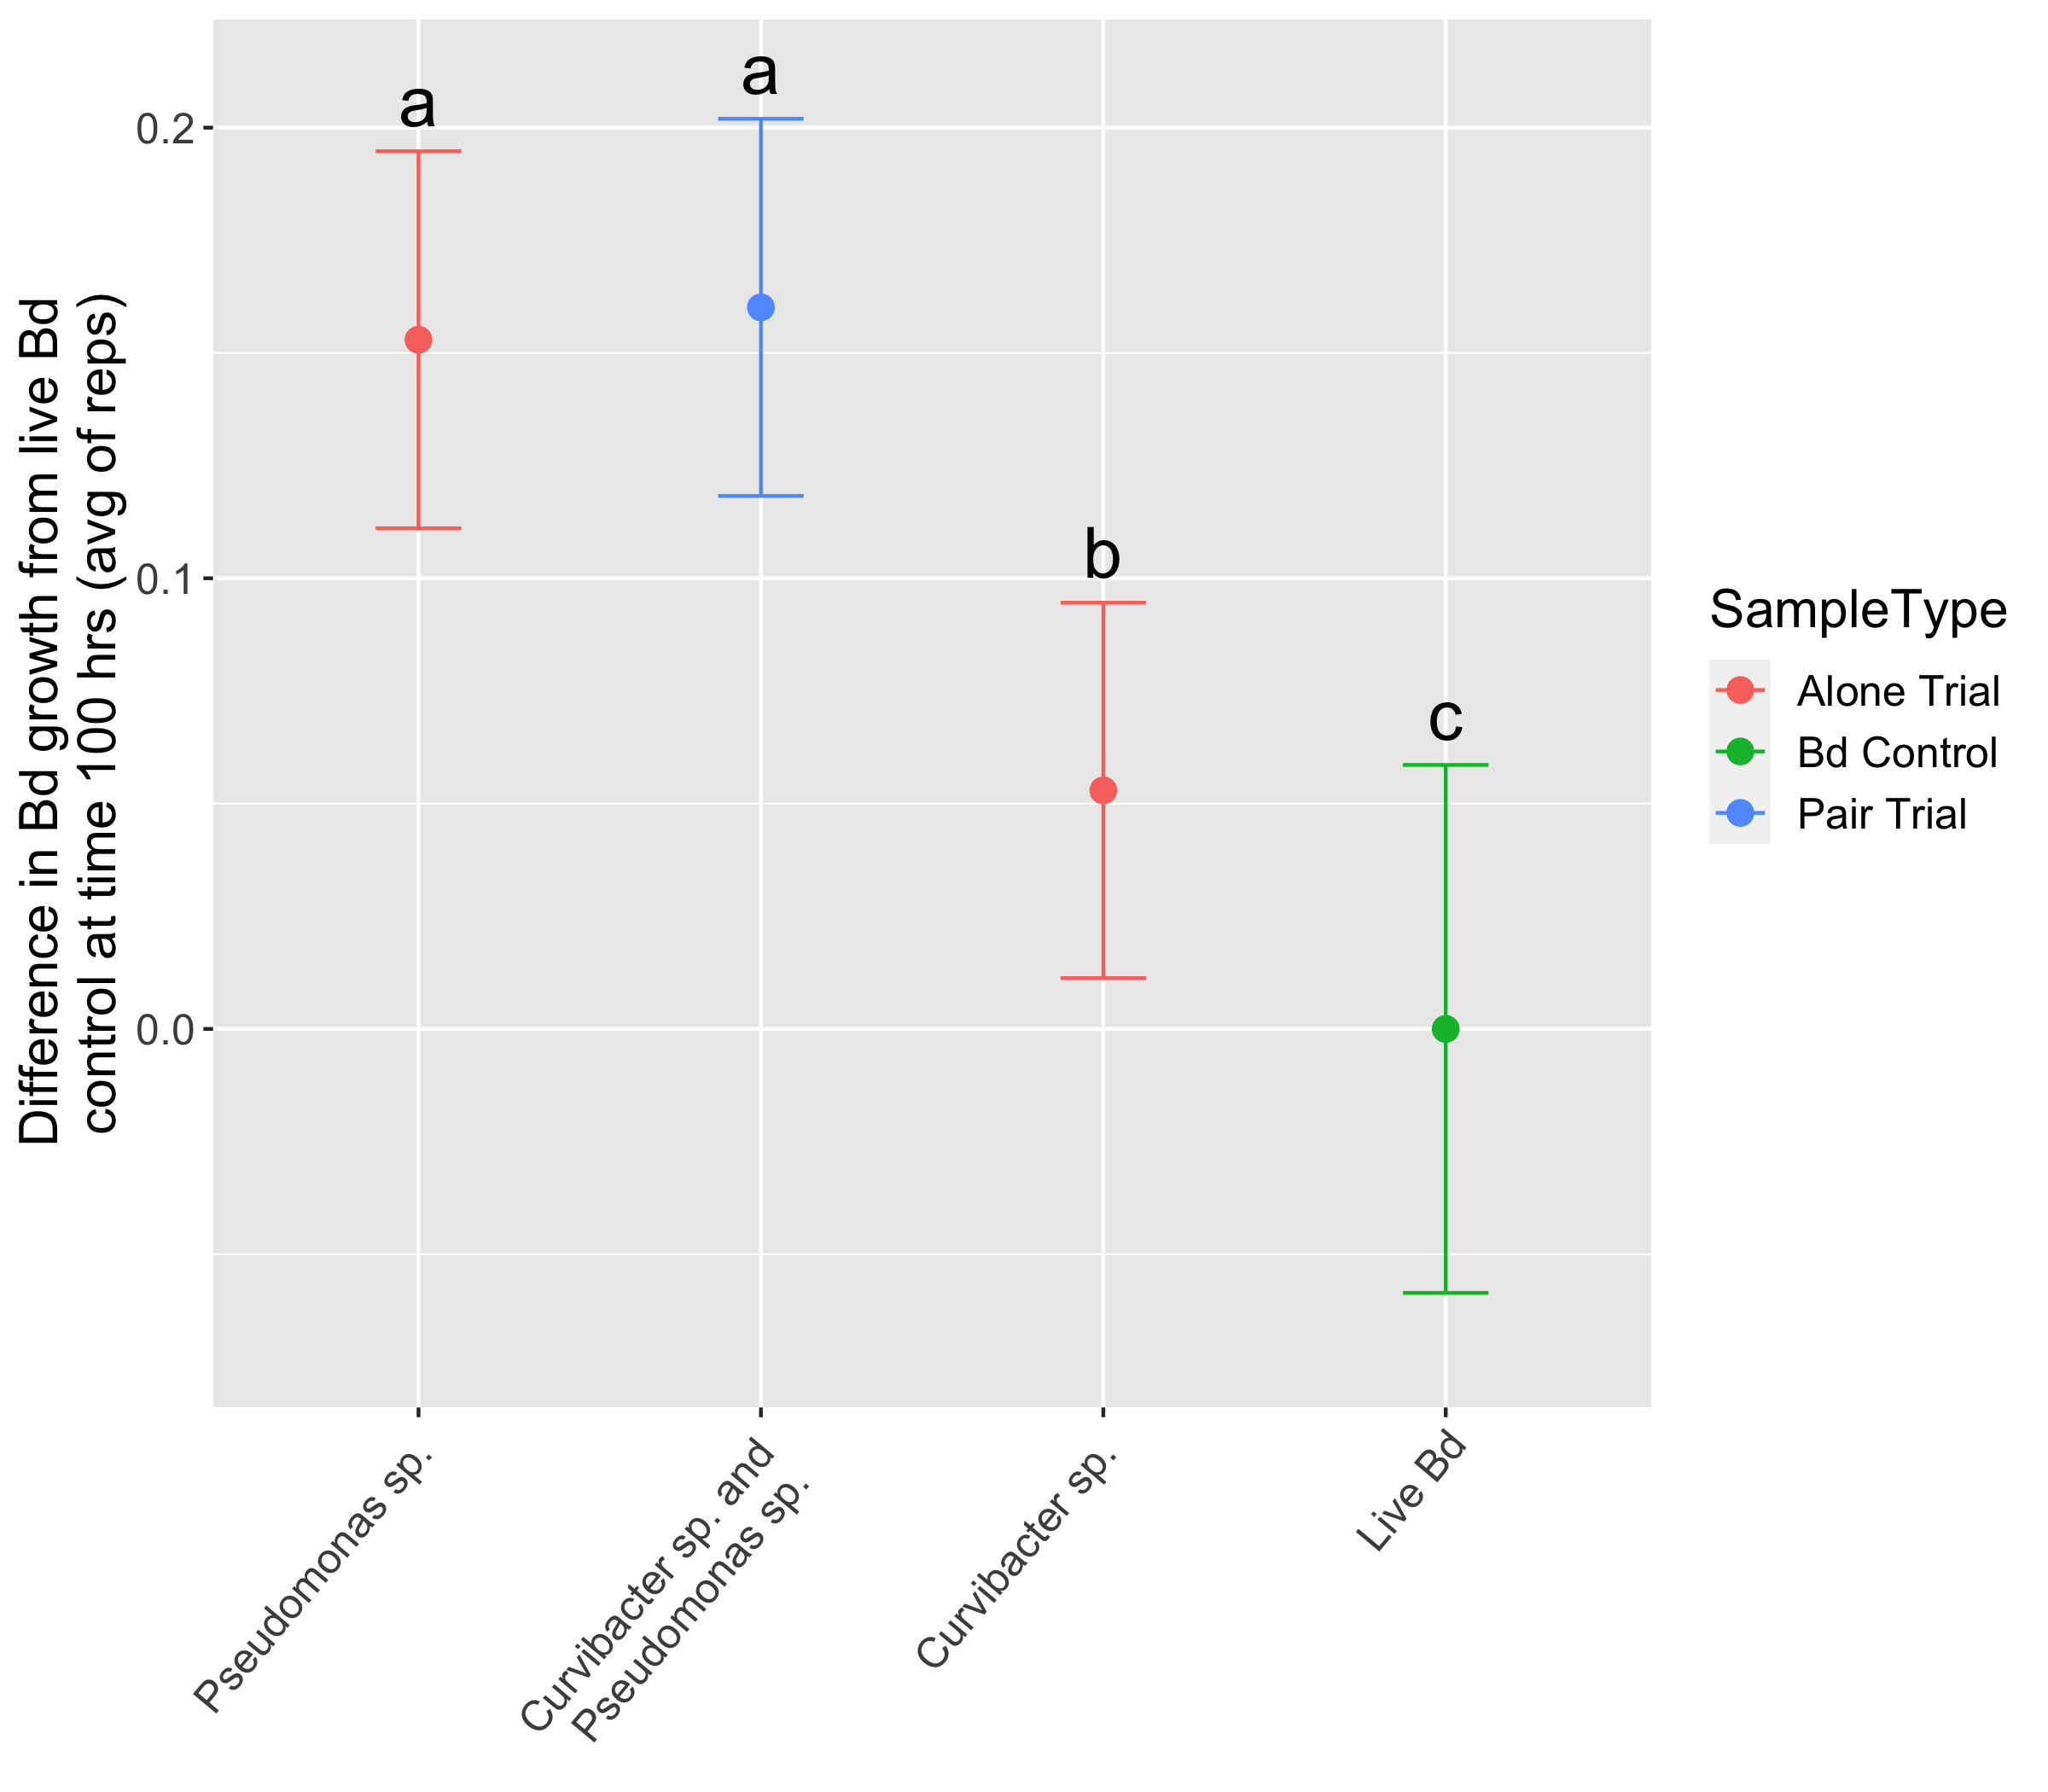 Difference in Bd growth from live Bd
control at time 100 hrs (avg of reps)
0.2
0.1
0.0
a
a
b
c
Pseudomonas sp.
Curvibacter sp. and
Pseudomonas sp.
Curvibacter sp.
Live Bd
SampleType
Alone Trial
Bd Control
Pair Trial